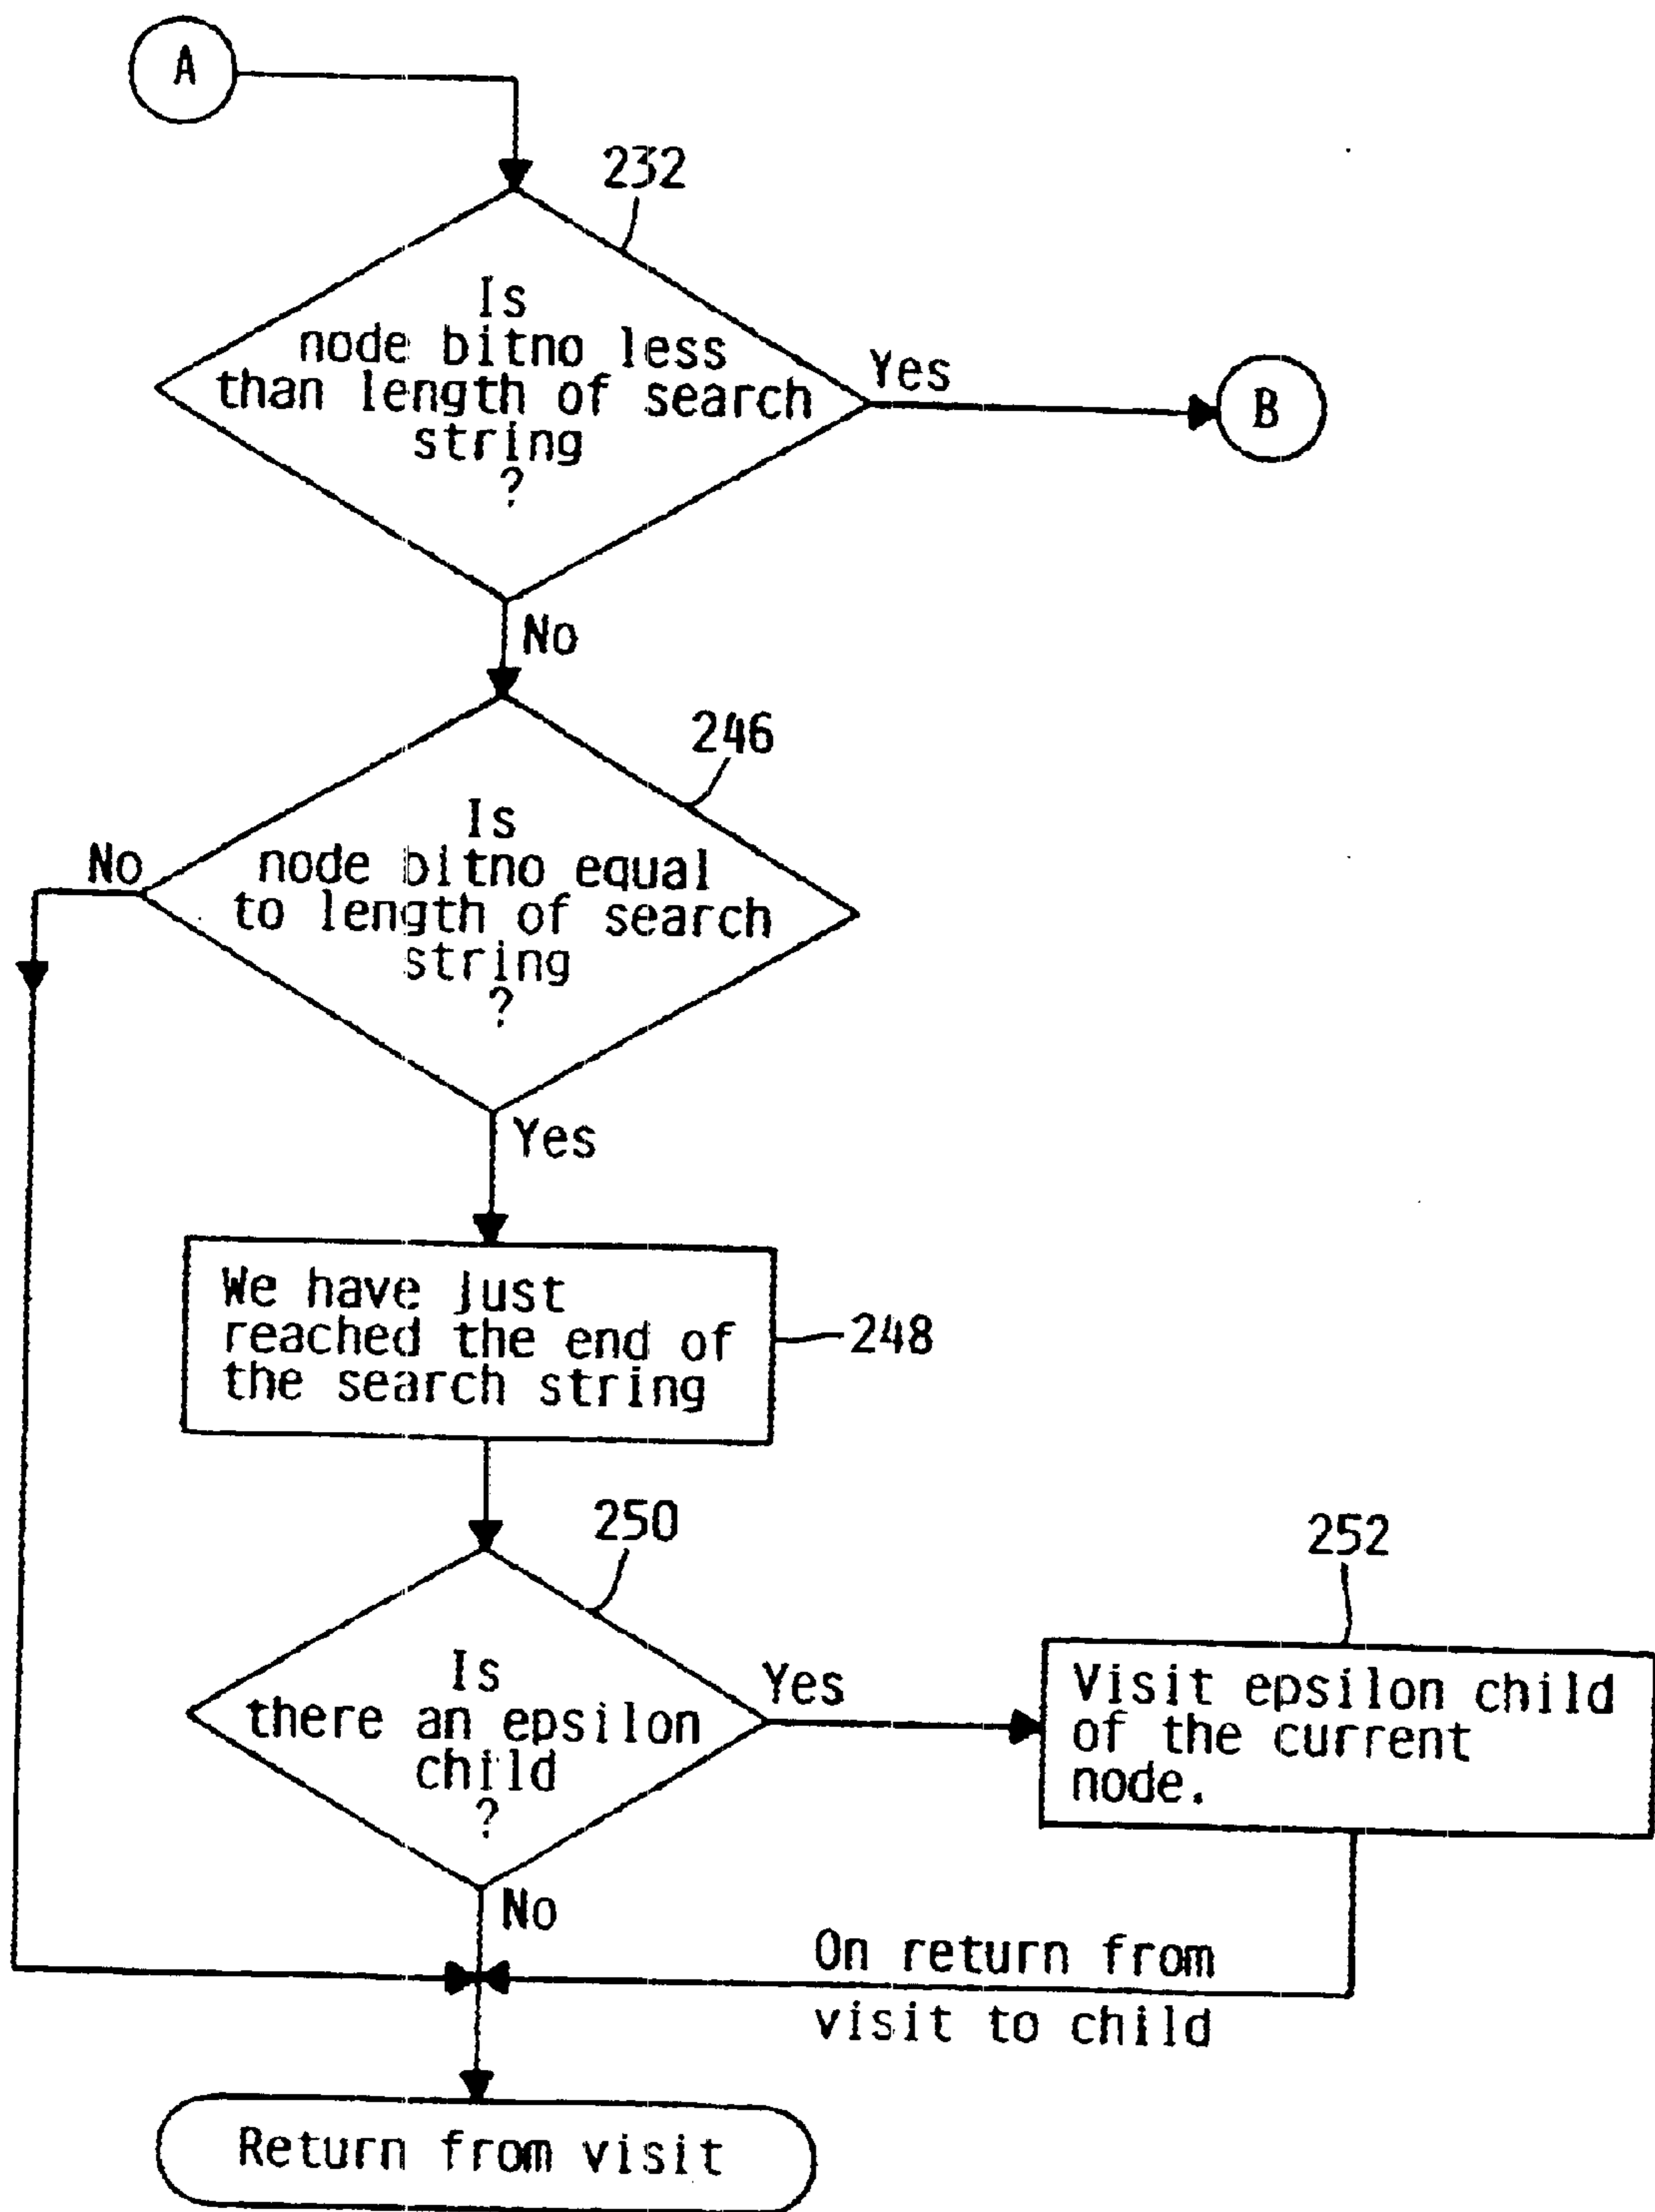 A
232
Is
node bitno less
than length of search
string
?
Yes
B
No
246
Is
node bitno equal
to length of search
string
?
No
Yes
We have just
reached the end of
the search string
248
250
Is
there an epsilon
child
?
Yes
252
Visit epsilon child
of the current
node.
No
On return from
visit to child
Return from visit